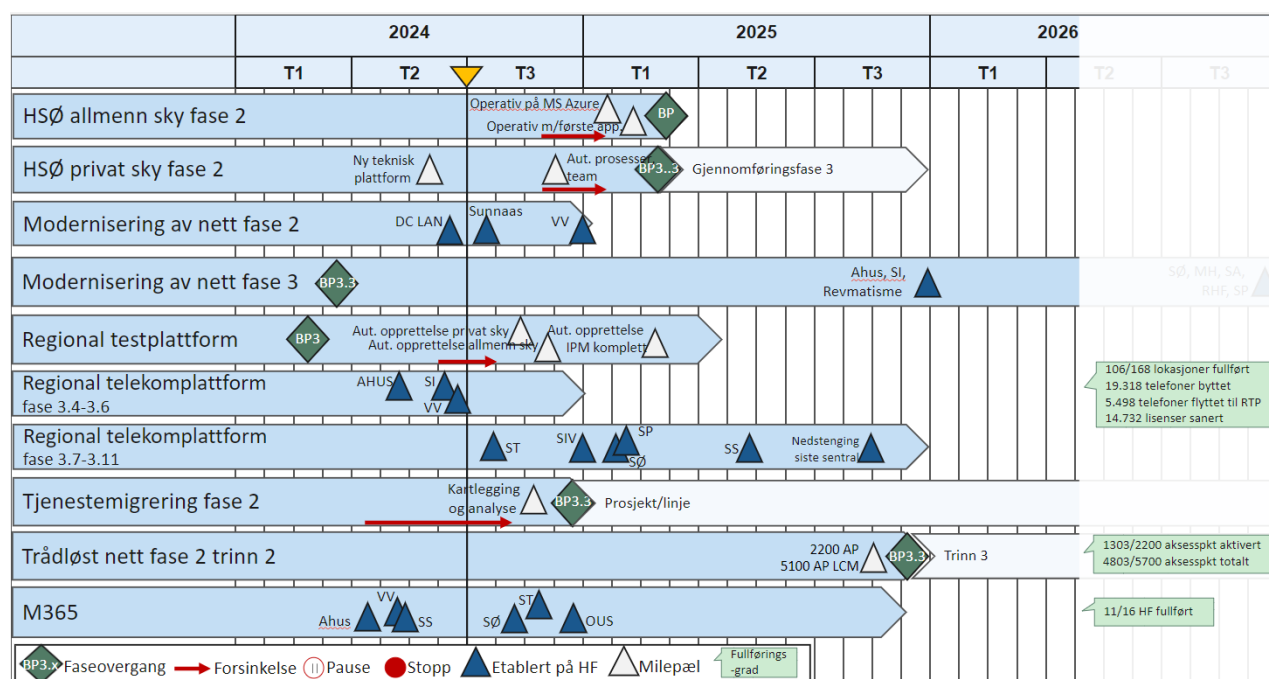 2024 2025 2026
T1 T2 T3 T1 T2 T3 T1 T2 T3
HSØ allmenn sky fase 2
Operativ på MS Azure
Operativ m/første app.
BP
HSØ privat sky fase 2
Ny teknisk
plattform
Aut. prosesser
team
BP3..3
Gjennomføringsfase 3
Modernisering av nett fase 2
DC LAN
Sunnaas
VV
Modernisering av nett fase 3
BP3.3
Ahus, SI,
Revmatisme
SØ, MH, SA,
RHF, SP
Regional testplattform
BP3
Aut. opprettelse privat sky
Aut. opprettelse allmenn sky
Aut. opprettelse
IPM komplett
Regional telekomplattform
fase 3.4-3.6
AHUS
SI
VV
106/168 lokasjoner fullført
19.318 telefoner byttet
5.498 telefoner flyttet til RTP
14.732 lisenser sanert
Regional telekomplattform
fase 3.7-3.11
ST
SIV
SP
SØ
SS
Nedstenging
siste sentral
Tjenestemigrering fase 2
Kartlegging
og analyse
BP3.3
Prosjekt/linje
Trådløst nett fase 2 trinn 2
2200 AP
5100 AP LCM
BP3.3
Trinn 3
1303/2200 aksesspkt aktivert
4803/5700 aksesspkt totalt
M365
Ahus
VV
SS
SØ
ST
OUS
11/16 HF fullført
BP3.x Faseovergang
Forsinkelse
Pause
Stopp
Etablert på HF
Milepæl
Fullførings
-grad